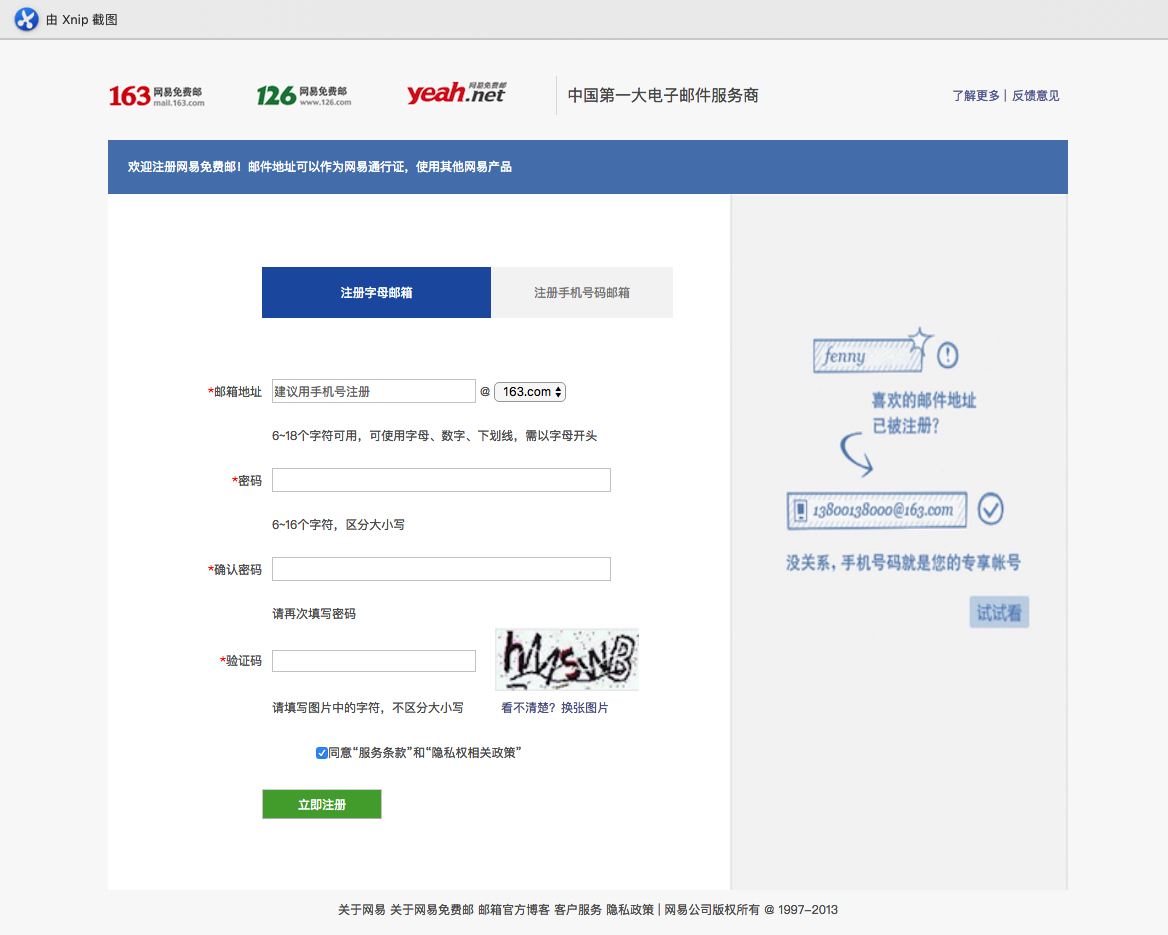 由 Xnip 截图
163 网易免费邮 mail.163.com 126 网易免费邮 www.126.com yeah.net 网易免费邮 中国第一大电子邮件服务商 了解更多 | 反馈意见
欢迎注册网易免费邮！邮件地址可以作为网易通行证，使用其他网易产品
注册字母邮箱 注册手机号码邮箱
fenny
*邮箱地址 建议用手机号注册 @ 163.com
喜欢的邮件地址
已被注册？
6~18个字符可用，可使用字母、数字、下划线，需以字母开头
*密码
13800138000@163.com
6~16个字符，区分大小写
*确认密码
没关系，手机号码就是您的专享帐号
请再次填写密码
试试看
*验证码
请填写图片中的字符，不区分大小写 看不清楚？换张图片
同意“服务条款”和“隐私权相关政策”
立即注册
关于网易 关于网易免费邮 邮箱官方博客 客户服务 隐私政策 | 网易公司版权所有 @ 1997-2013